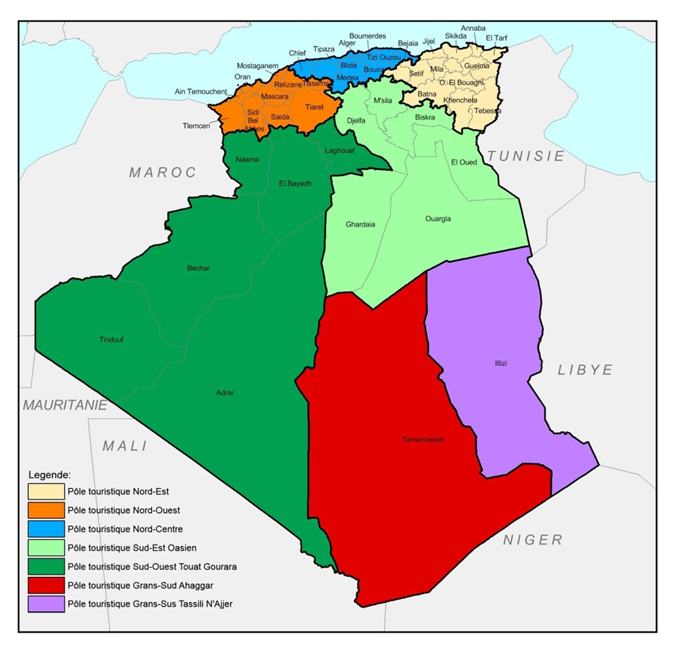 Annaba
Skikda
Boumerdes
Jijel
El Tarf
Alger
Bejaia
Tipaza
Chlef
Tizi Ouzou
Mostaganem
Blida
Bouira
Mila
Guelma
Oran
Medea
Setif
O. El Bouaghi
Relizane
Tissemsilt
Ain Temouchent
Mascara
M'sila
Batna
Khenchela
Tiaret
Tebessa
Sidi
Bel
Abbes
Saida
Djelfa
Biskra
Tlemcen
Laghouat
TUNISIE
Naama
El Oued
MAROC
El Bayadh
Ghardaia
Ouargla
Bechar
Tindouf
Illizi
LIBYE
Adrar
MAURITANIE
Tamanrasset
MALI
NIGER
Legende:
Pôle touristique Nord-Est
Pôle touristique Nord-Ouest
Pôle touristique Nord-Centre
Pôle touristique Sud-Est Oasien
Pôle touristique Sud-Ouest Touat Gourara
Pôle touristique Grans-Sud Ahaggar
Pôle touristique Grans-Sus Tassili N'Ajjer